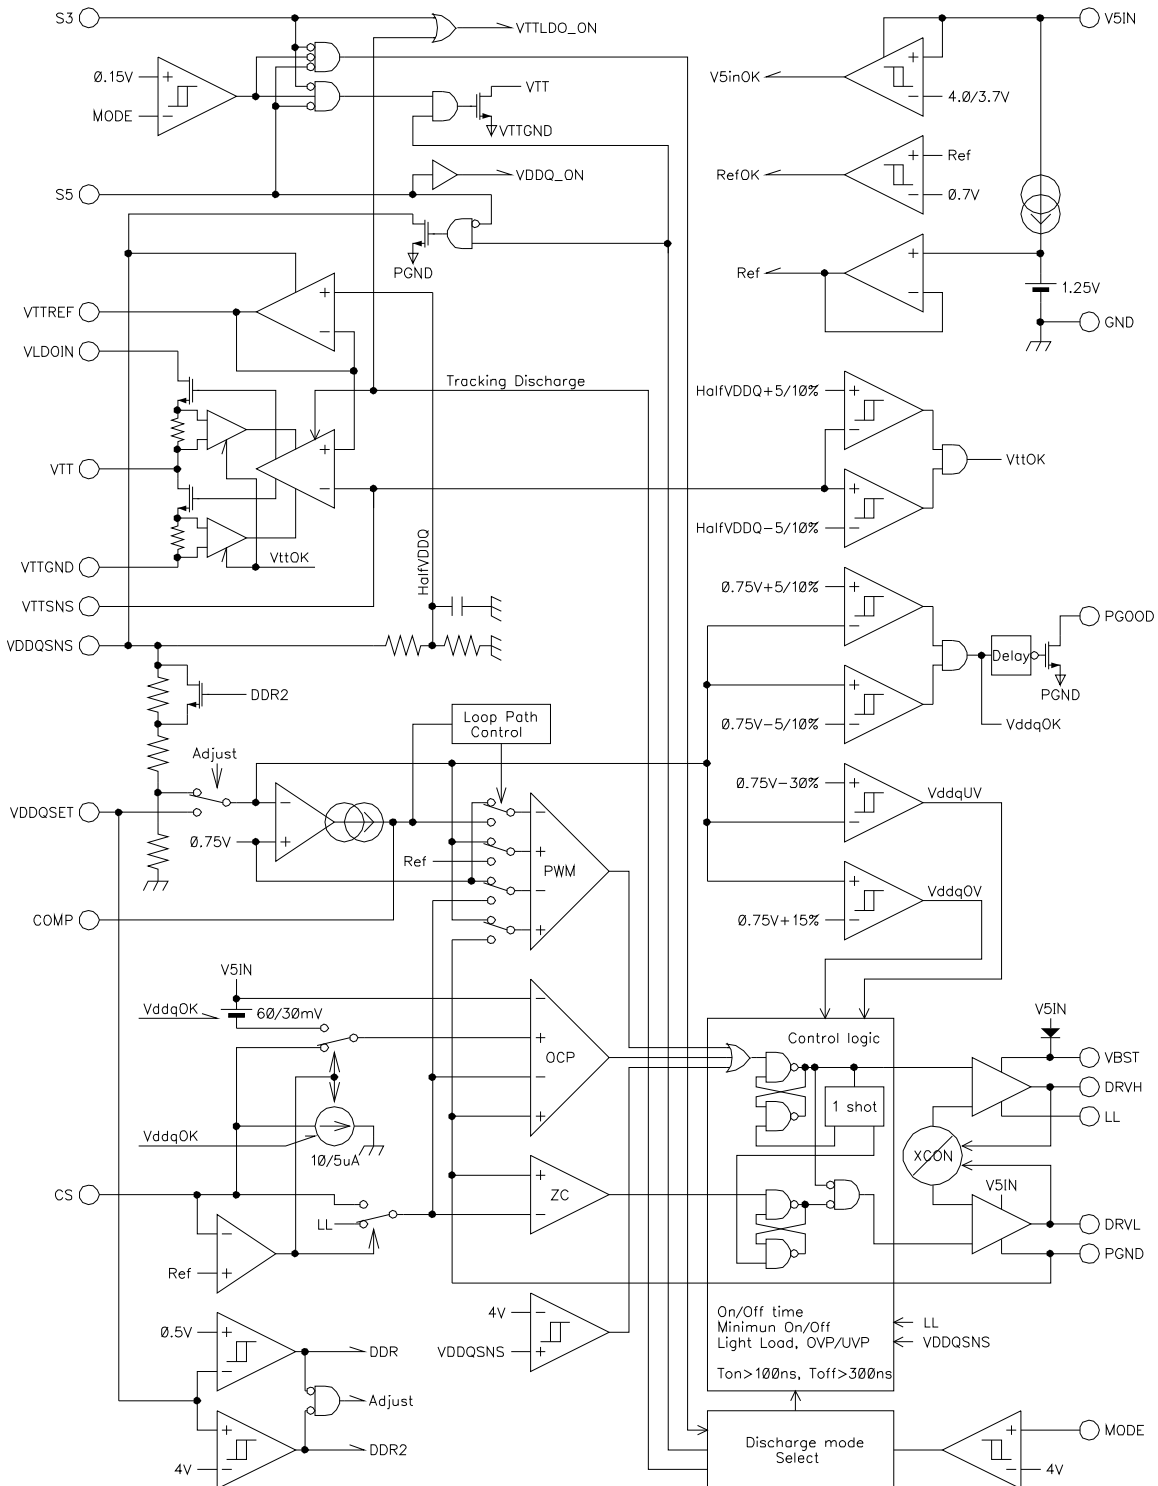 S3
VTTLDO_ON
V5IN
0.15V
+
MODE
−
VTT
VTTGND
V5inOK
+
−
4.0/3.7V
S5
VDDQ_ON
RefOK
+
Ref
−
0.7V
PGND
Ref
+
−
1.25V
GND
VTTREF
+
−
VLDOIN
Tracking Discharge
HalfVDDQ+5/10%
+
−
VTT
+
−
VttOK
+
−
HalfVDDQ−5/10%
VTTGND
VttOK
HalfVDDQ
VTTSNS
VDDQSNS
0.75V+5/10%
+
−
PGOOD
Delay
PGND
+
−
0.75V−5/10%
VddqOK
DDR2
Loop Path
Control
Adjust
VDDQSET
−
+
0.75V
Ref
−
+
−
+
PWM
0.75V−30%
+
−
VddqUV
+
−
VddqOV
0.75V+15%
COMP
V5IN
VddqOK
60/30mV
−
+
−
+
OCP
VddqOK
10/5uA
Control logic
1 shot
V5IN
VBST
DRVH
LL
XCON
V5IN
DRVL
PGND
CS
LL
+
−
ZC
−
Ref
+
4V
−
VDDQSNS
+
On/Off time
Minimun On/Off
Light Load, OVP/UVP
Ton>100ns, Toff>300ns
LL
VDDQSNS
0.5V
+
−
DDR
Adjust
+
4V
−
DDR2
Discharge mode
Select
+
−
MODE
4V